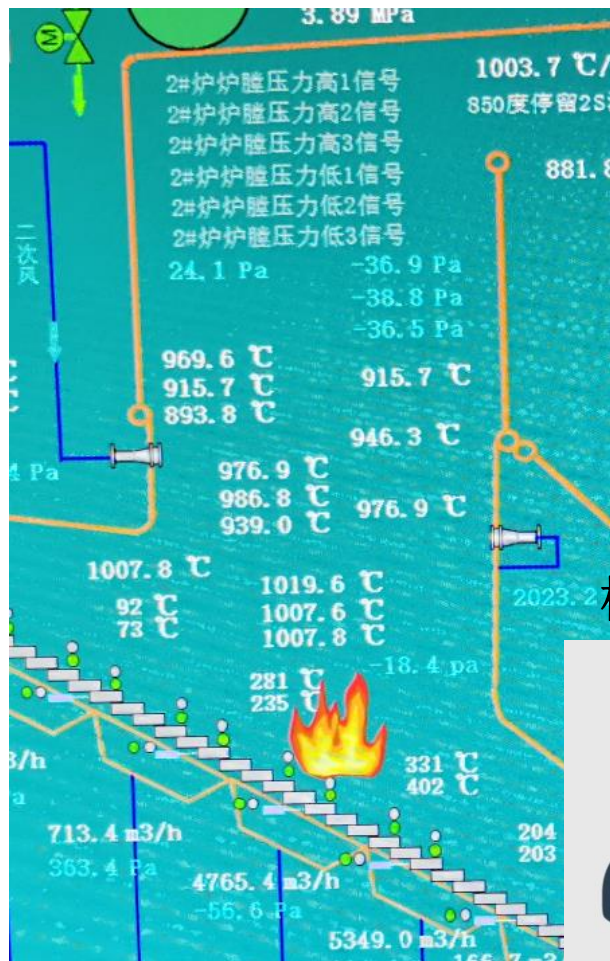 3.89 MPa
2#炉炉膛压力高1信号
1003.7 ℃/
2#炉炉膛压力高2信号
850度停留2S
2#炉炉膛压力高3信号
2#炉炉膛压力低1信号
881.8
2#炉炉膛压力低2信号
2#炉炉膛压力低3信号
二次风
24.1 Pa
-36.9 Pa
-38.8 Pa
-36.5 Pa
969.6 ℃
915.7 ℃
893.8 ℃
915.7 ℃
946.3 ℃
4 Pa
976.9 ℃
986.8 ℃
939.0 ℃
976.9 ℃
1007.8 ℃
92 ℃
73 ℃
1019.6 ℃
1007.6 ℃
1007.8 ℃
2023.2
-18.4 pa
281 ℃
235 ℃
331 ℃
402 ℃
3/h
713.4 m3/h
363.4 Pa
204
203
4765.4 m3/h
-56.6 Pa
5349.0 m3/h